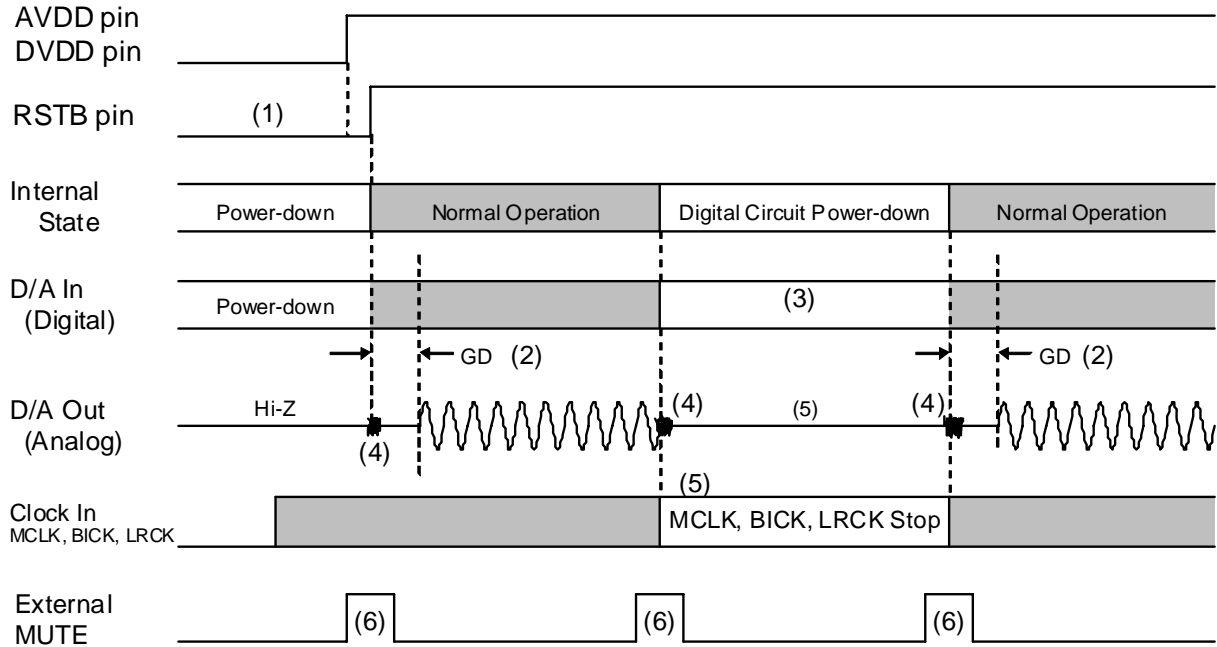 AVDD pin
DVDD pin
RSTB pin
(1)
Internal
State
Power-down
Normal Operation
Digital Circuit Power-down
Normal Operation
D/A In
(Digital)
Power-down
(3)
GD (2)
GD (2)
D/A Out
(Analog)
Hi-Z
(4)
(4)
(5)
(4)
(5)
Clock In
MCLK, BICK, LRCK
MCLK, BICK, LRCK Stop
External
MUTE
(6)
(6)
(6)